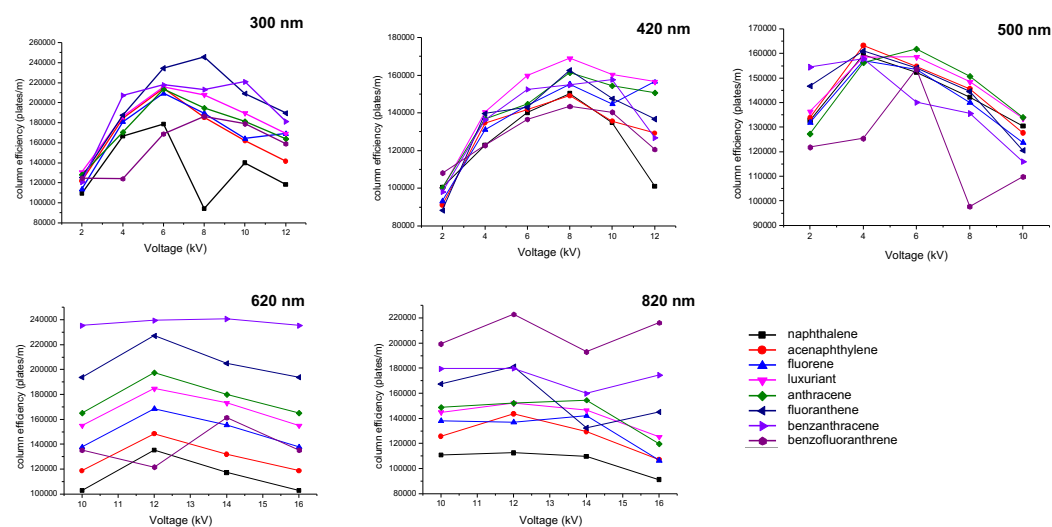 300 nm
260000
240000
220000
200000
180000
160000
140000
120000
100000
80000
column efficiency (plates/m)
2 4 6 8 10 12
Voltage (kV)
420 nm
180000
160000
140000
120000
100000
80000
column efficiency (plates/m)
2 4 6 8 10 12
Voltage (kV)
500 nm
170000
160000
150000
140000
130000
120000
110000
100000
90000
column efficiency (plates/m)
2 4 6 8 10
Voltage (kV)
620 nm
240000
220000
200000
180000
160000
140000
120000
100000
column efficiency (plates/m)
10 11 12 13 14 15 16
Voltage (kV)
820 nm
240000
220000
200000
180000
160000
140000
120000
100000
80000
column efficiency (plates/m)
10 11 12 13 14 15 16
Voltage (kV)
naphthalene
acenaphthylene
fluorene
luxuriant
anthracene
fluoranthene
benzanthracene
benzofluoranthrene